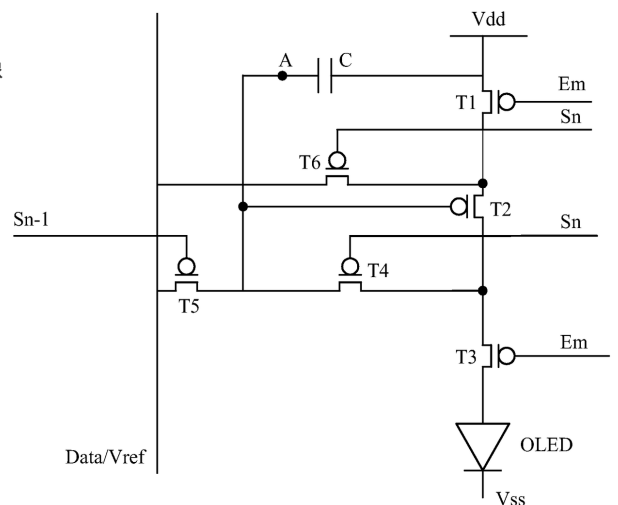 Vdd
A
C
T1
Em
Sn
T6
T2
Sn-1
Sn
T4
T5
Em
T3
Data/Vref
OLED
Vss